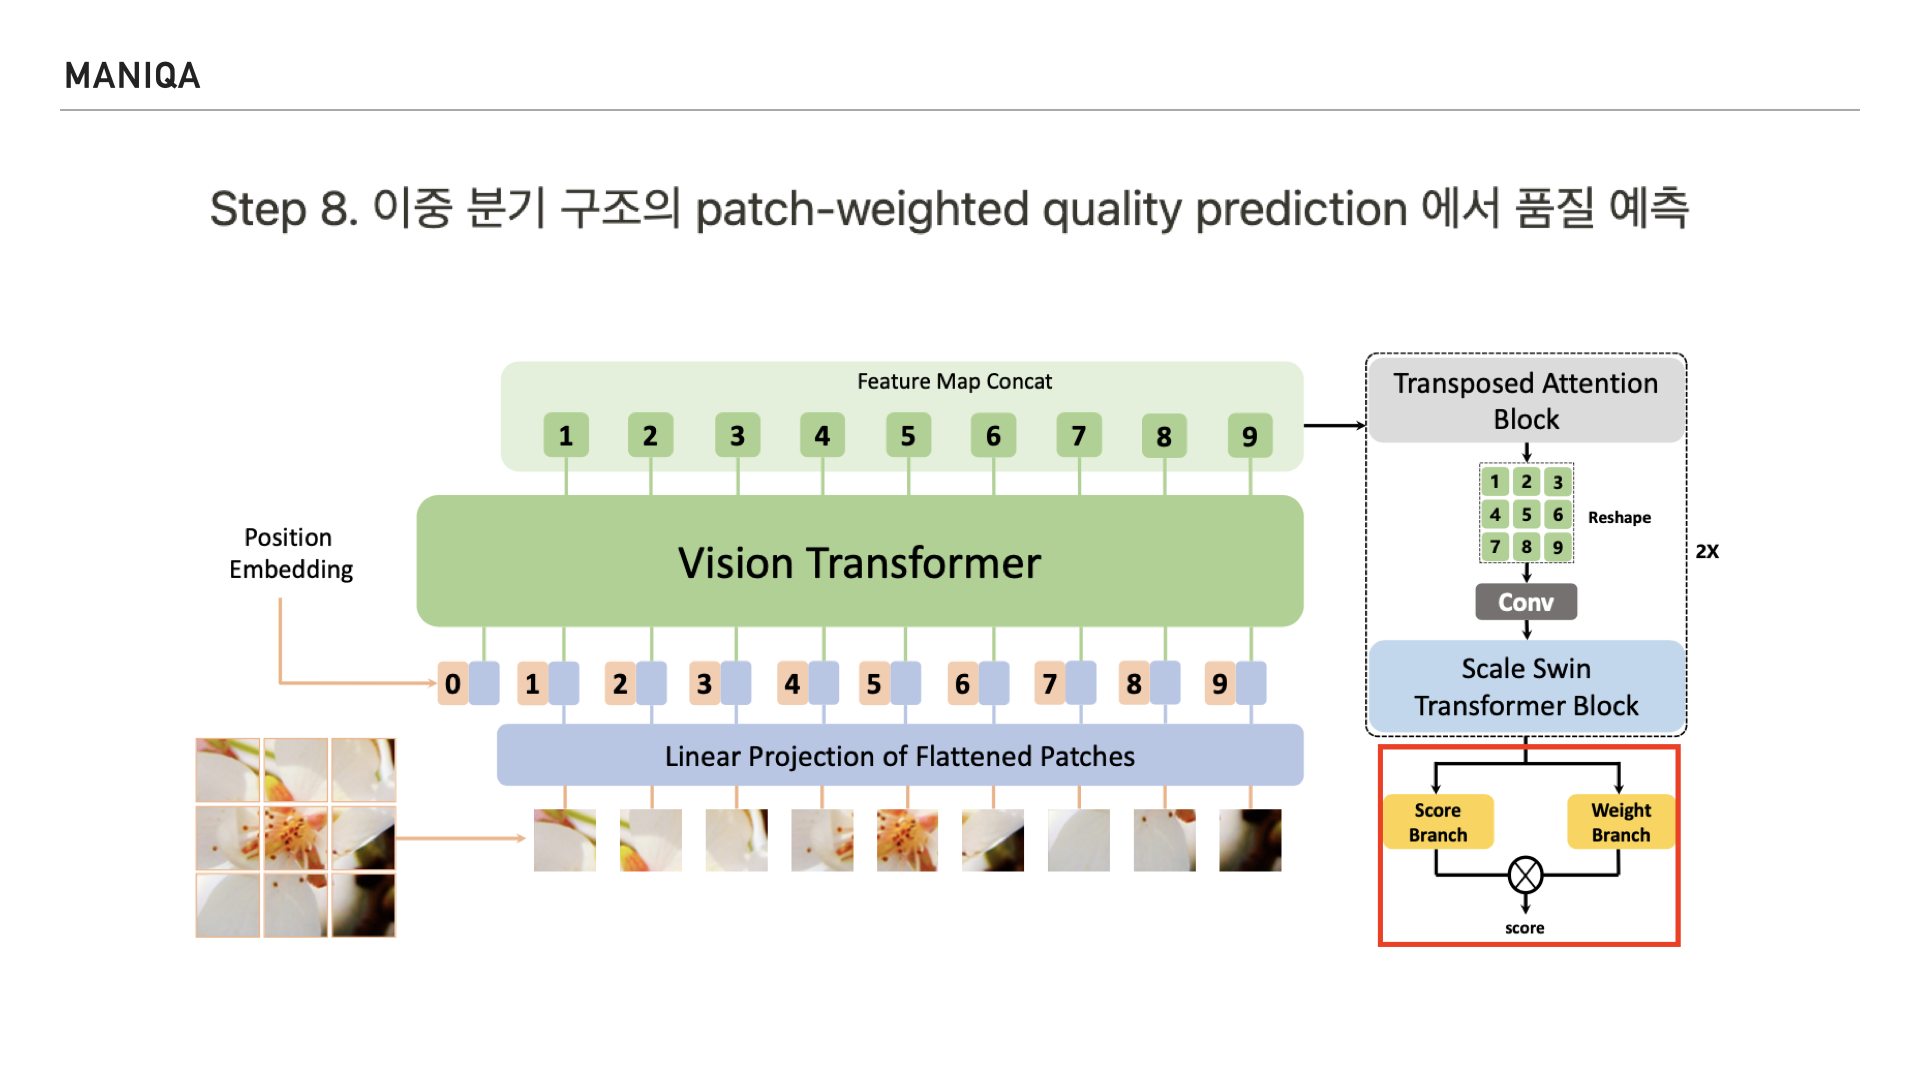 MANIQA
Step 8. 이중 분기 구조의 patch-weighted quality prediction 에서 품질 예측
Feature Map Concat
1 2 3 4 5 6 7 8 9
Vision Transformer
Position
Embedding
0 1 2 3 4 5 6 7 8 9
Linear Projection of Flattened Patches
Transposed Attention
Block
1 2 3
4 5 6
7 8 9
Reshape
2X
Conv
Scale Swin
Transformer Block
Score
Branch
Weight
Branch
score